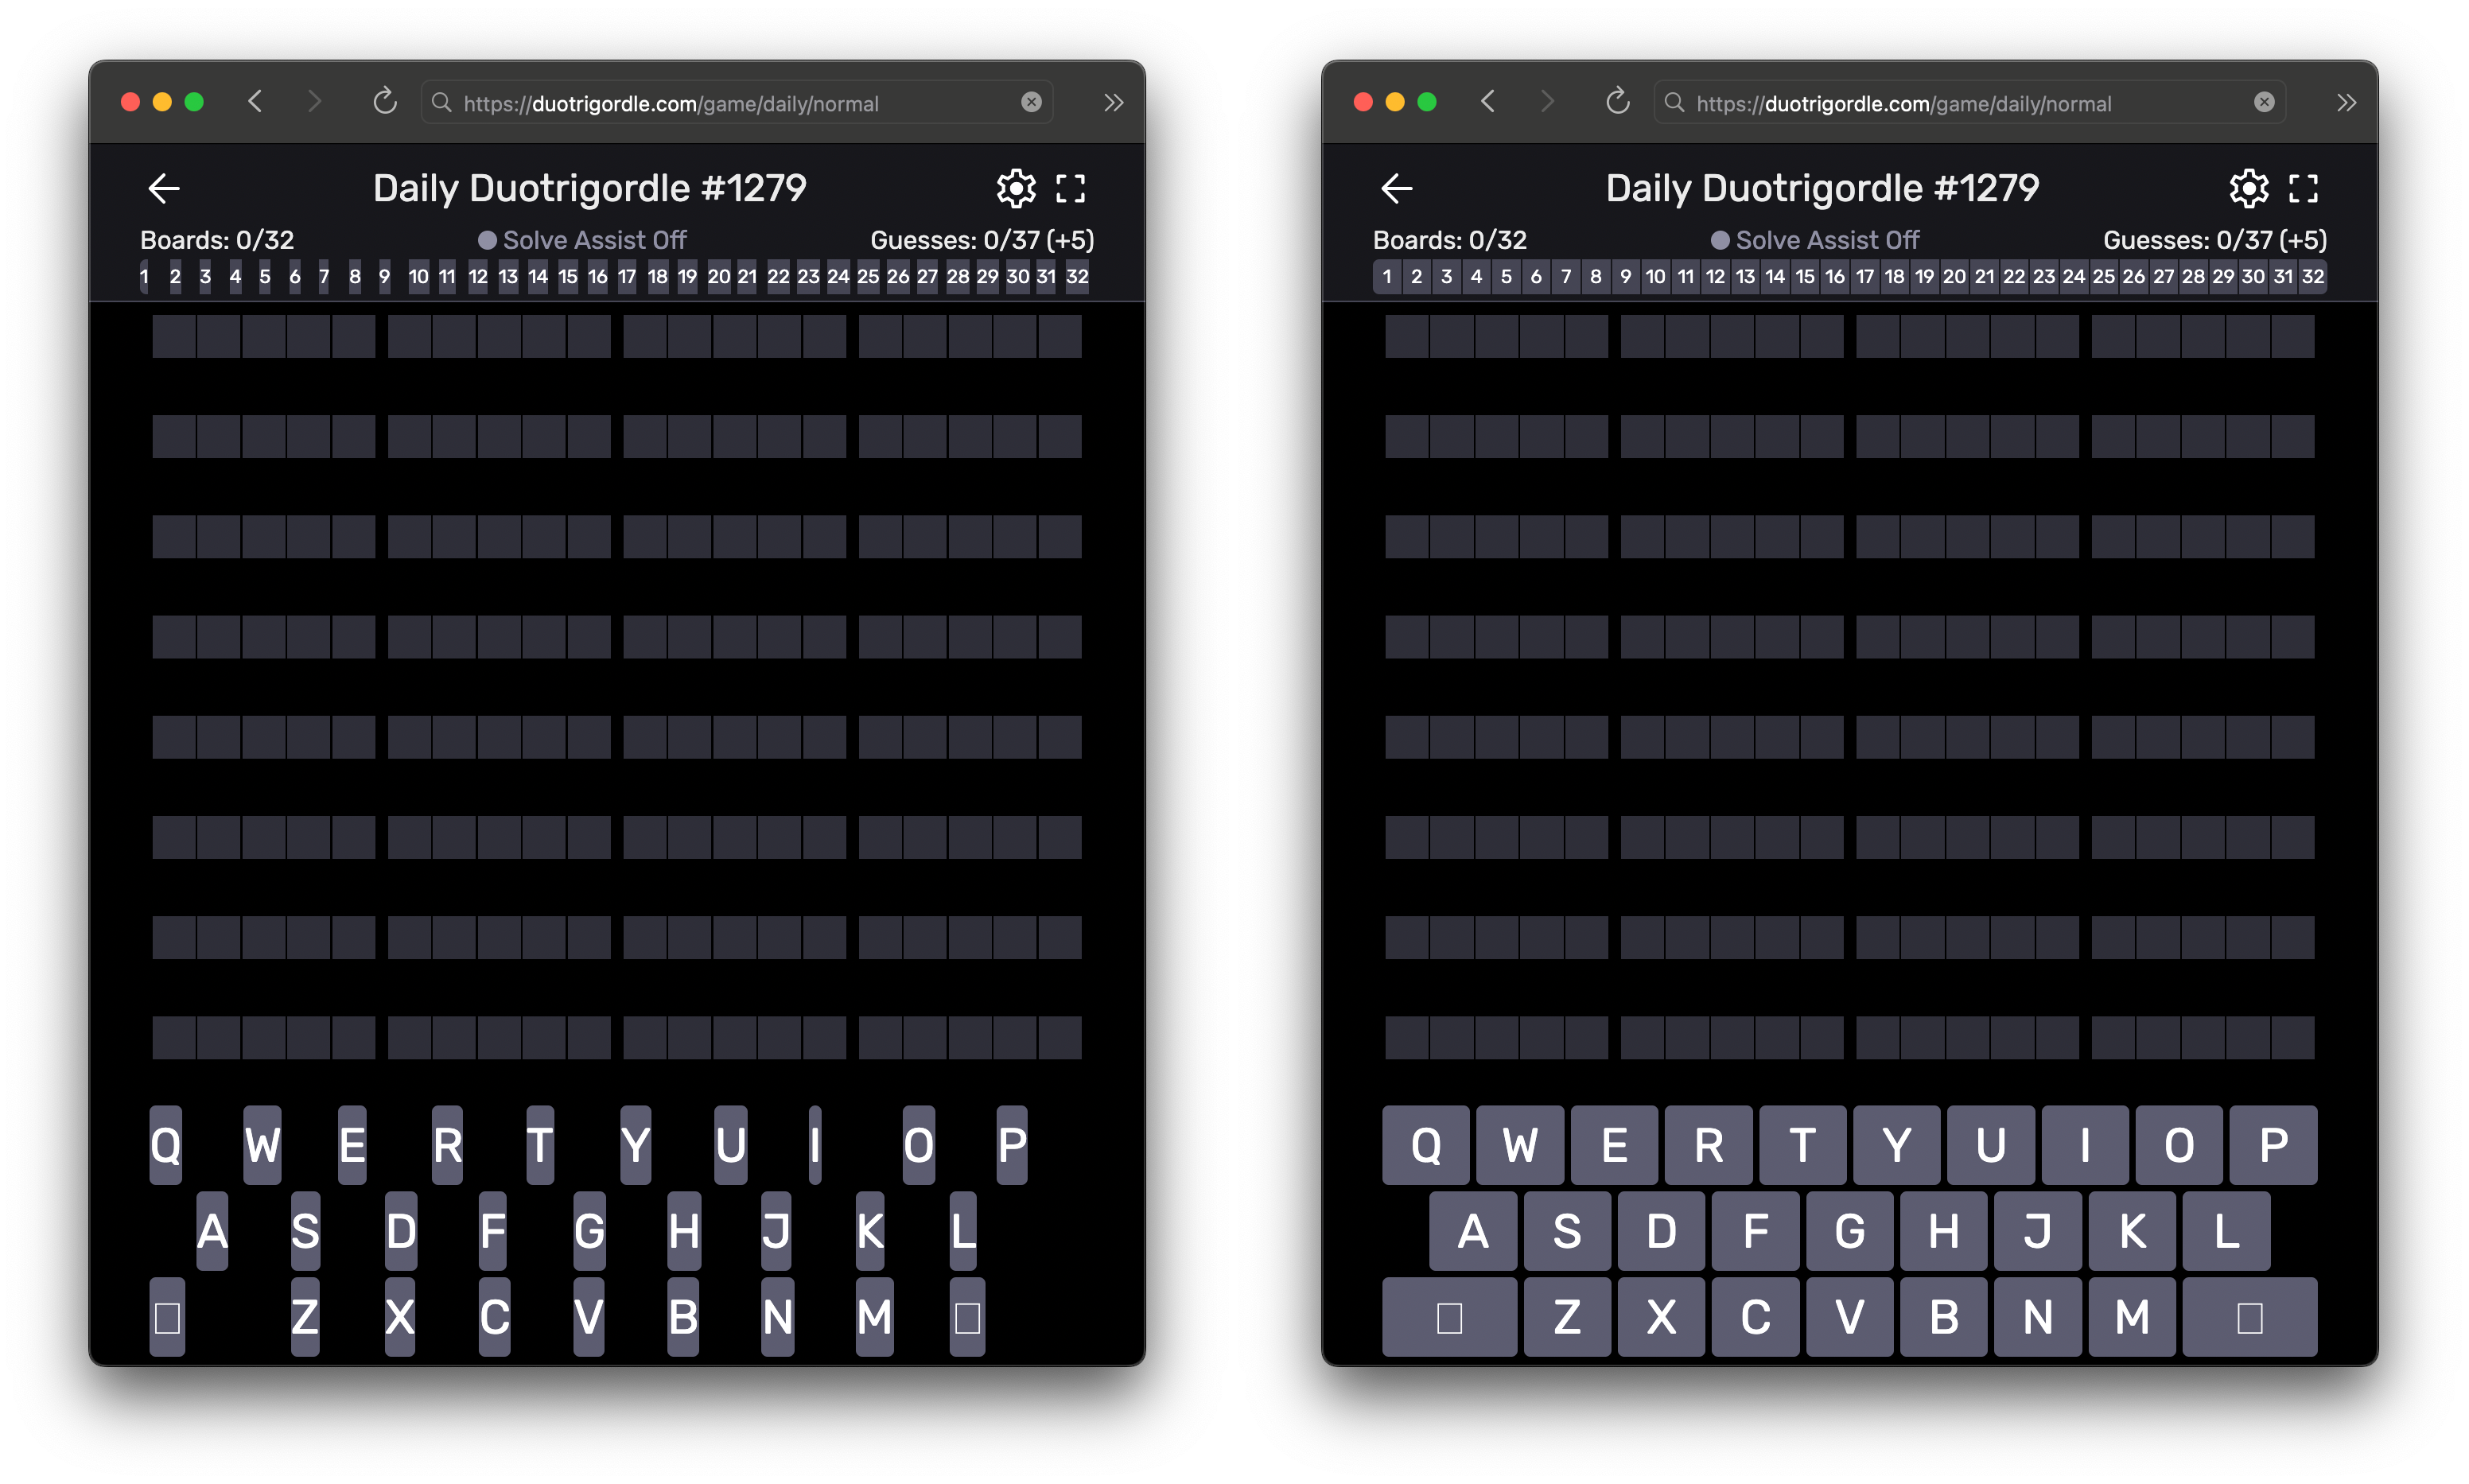 https://duotrigordle.com/game/daily/normal
Daily Duotrigordle #1279
Boards: 0/32 Solve Assist Off Guesses: 0/37 (+5)
1 2 3 4 5 6 7 8 9 10 11 12 13 14 15 16 17 18 19 20 21 22 23 24 25 26 27 28 29 30 31 32
Q W E R T Y U I O P
A S D F G H J K L
Z X C V B N M
https://duotrigordle.com/game/daily/normal
Daily Duotrigordle #1279
Boards: 0/32 Solve Assist Off Guesses: 0/37 (+5)
1 2 3 4 5 6 7 8 9 10 11 12 13 14 15 16 17 18 19 20 21 22 23 24 25 26 27 28 29 30 31 32
Q W E R T Y U I O P
A S D F G H J K L
Z X C V B N M